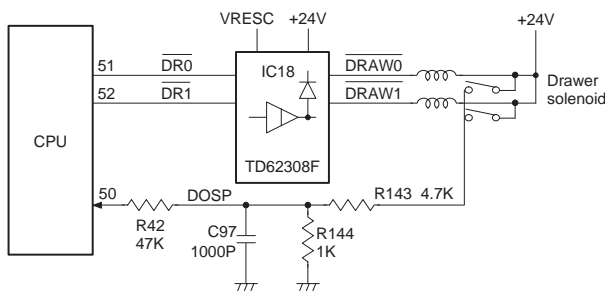 VRESC +24V +24V
51 DR0 IC18 DRAW0
52 DR1 DRAW1
Drawer
solenoid
CPU
TD62308F
50 DOSP R143 4.7K
R42
47K
C97
1000P
R144
1K